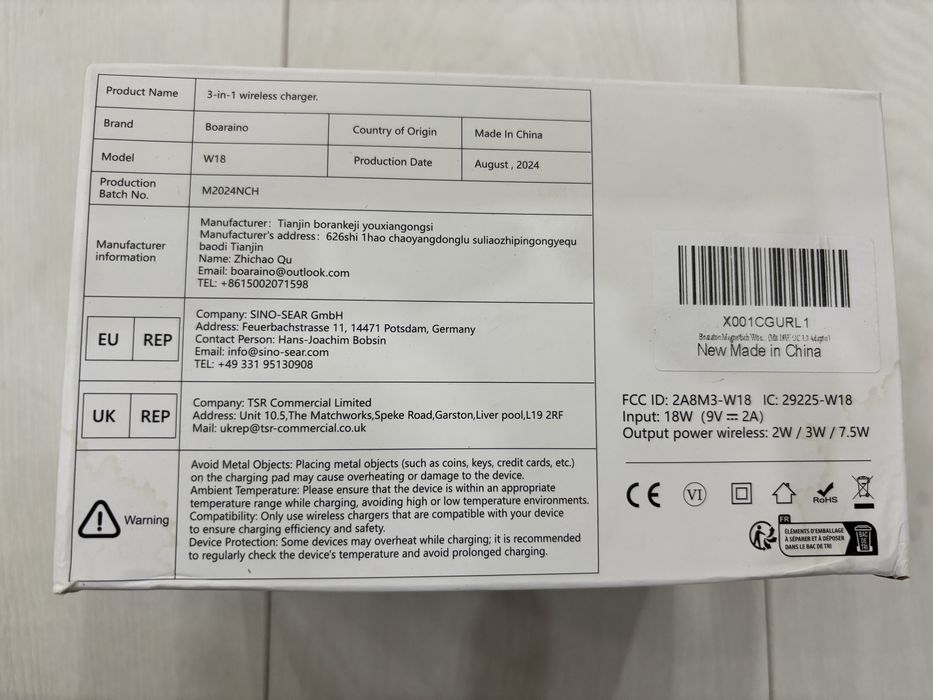 Product Name
3-in-1 wireless charger.
Brand
Boaraino
Country of Origin
Made In China
Model
W18
Production Date
August , 2024
Production
Batch No.
M2024NCH
Manufacturer
information
Manufacturer: Tianjin borankeji youxiangongsi
Manufacturer's address: 626shi 1hao chaoyangdonglu suliaozhipingongyequ
baodi Tianjin
Name: Zhichao Qu
Email: boaraino@outlook.com
TEL: +8615002071598
EU REP
Company: SINO-SEAR GmbH
Address: Feuerbachstrasse 11, 14471 Potsdam, Germany
Contact Person: Hans-Joachim Bobsin
Email: info@sino-sear.com
TEL: +49 331 95130908
UK REP
Company: TSR Commercial Limited
Address: Unit 10.5,The Matchworks,Speke Road,Garston,Liver pool,L19 2RF
Mail: ukrep@tsr-commercial.co.uk
Warning
Avoid Metal Objects: Placing metal objects (such as coins, keys, credit cards, etc.)
on the charging pad may cause overheating or damage to the device.
Ambient Temperature: Please ensure that the device is within an appropriate
temperature range while charging, avoiding high or low temperature environments.
Compatibility: Only use wireless chargers that are compatible with your device
to ensure charging efficiency and safety.
Device Protection: Some devices may overheat while charging; it is recommended
to regularly check the device's temperature and avoid prolonged charging.
X001CGURL1
New Made in China
FCC ID: 2A8M3-W18 IC: 29225-W18
Input: 18W (9V ⎓ 2A)
Output power wireless: 2W / 3W / 7.5W
CE
VI
RoHS
FR
ÉLÉMENTS D'EMBALLAGE
À SÉPARER ET À DÉPOSER
DANS LE BAC DE TRI
BAC
DE
TRI